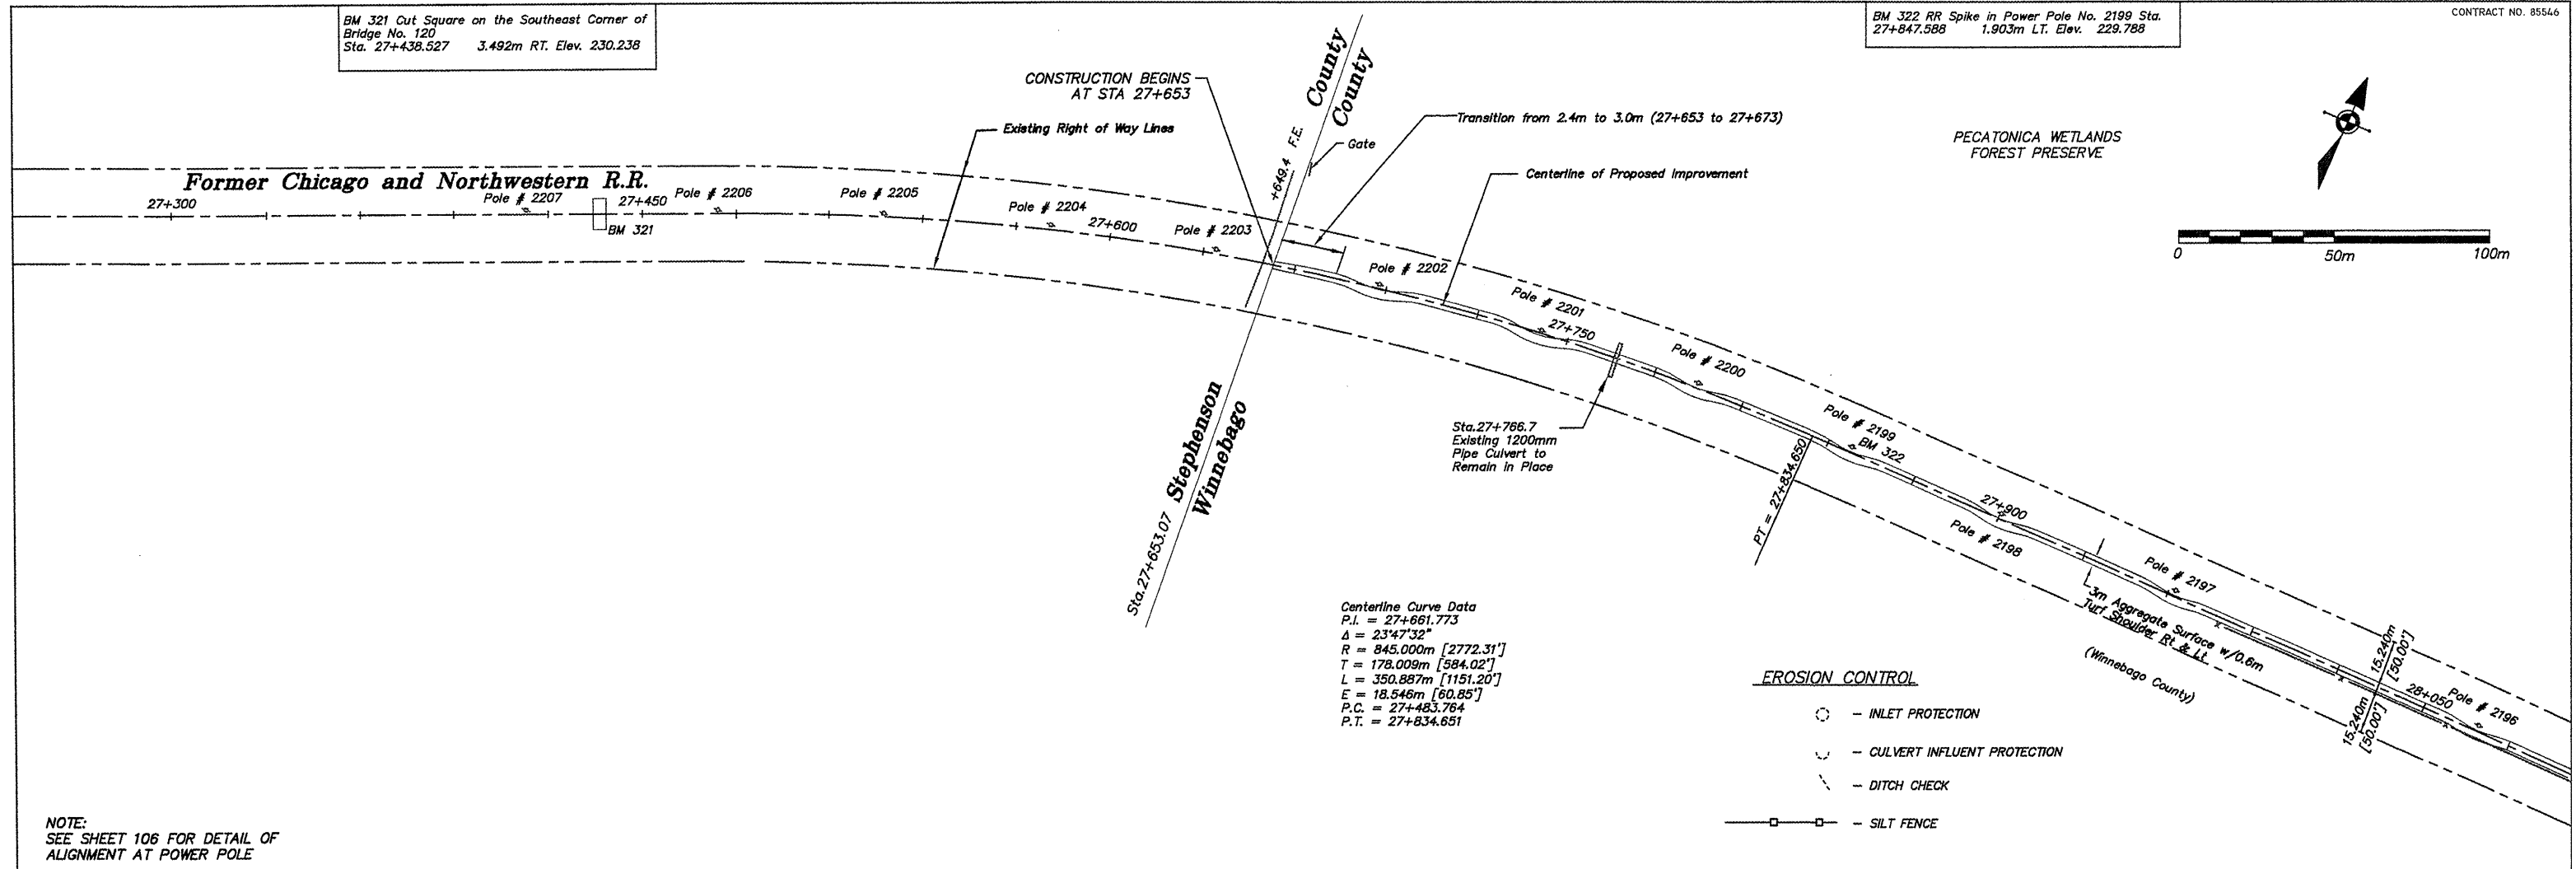 BM 321 Cut Square on the Southeast Corner of
Bridge No. 120
Sta. 27+438.527 3.492m RT. Elev. 230.238
BM 322 RR Spike in Power Pole No. 2199 Sta.
27+847.588 1.903m LT. Elev. 229.788
CONTRACT NO. 85546
CONSTRUCTION BEGINS
AT STA 27+653
Existing Right of Way Lines
County
County
+649.4 F.E.
Gate
Transition from 2.4m to 3.0m (27+653 to 27+673)
Centerline of Proposed Improvement
PECATONICA WETLANDS
FOREST PRESERVE
0 50m 100m
Former Chicago and Northwestern R.R.
27+300
Pole # 2207
BM 321
27+450
Pole # 2206
Pole # 2205
Pole # 2204
27+600
Pole # 2203
Pole # 2202
Pole # 2201
27+750
Pole # 2200
Pole # 2199
BM 322
Sta.27+766.7
Existing 1200mm
Pipe Culvert to
Remain in Place
PT = 27+834.650
27+900
Pole # 2198
Pole # 2197
3m Aggregate Surface w/0.6m
Turf Shoulder Rt & Lt
(Winnebago County)
15.240m
[50.00']
15.240m
[50.00']
28+050
Pole # 2196
Sta.27+653.07
Stephenson
Winnebago
Centerline Curve Data
P.I. = 27+661.773
Δ = 23°47'32"
R = 845.000m [2772.31']
T = 178.009m [584.02']
L = 350.887m [1151.20']
E = 18.546m [60.85']
P.C. = 27+483.764
P.T. = 27+834.651
EROSION CONTROL
- INLET PROTECTION
- CULVERT INFLUENT PROTECTION
- DITCH CHECK
- SILT FENCE
NOTE:
SEE SHEET 106 FOR DETAIL OF
ALIGNMENT AT POWER POLE